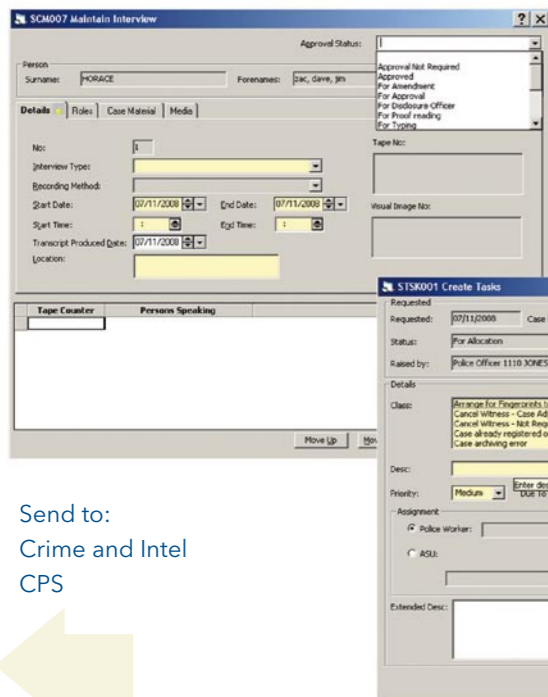 SCM007 Maintain Interview
Approval Status:
Approval Not Required
Approved
For Amendment
For Approval
For Disclosure Officer
For Proof reading
For Typing
Person
Surname: HORACE Forenames: zac, dave, jim
Details Roles Case Material Media
No: 1
Interview Type:
Recording Method:
Start Date: 07/11/2008 End Date: 07/11/2008
Start Time: : End Time: :
Transcript Produced Date: 07/11/2008
Location:
Tape No:
Visual Image No:
Tape Counter Persons Speaking
Move Up
STSK001 Create Tasks
Requested
Requested: 07/11/2008 Case
Status: For Allocation
Raised by: Police Officer 1110 JONES
Details
Class:
Arrange for Fingerprints
Cancel Witness - Case
Cancel Witness - Not
Case already registered
Case archiving error
Desc:
Priority: Medium
Assignment
Police Worker:
ASU:
Extended Desc:
Send to:
Crime and Intel
CPS